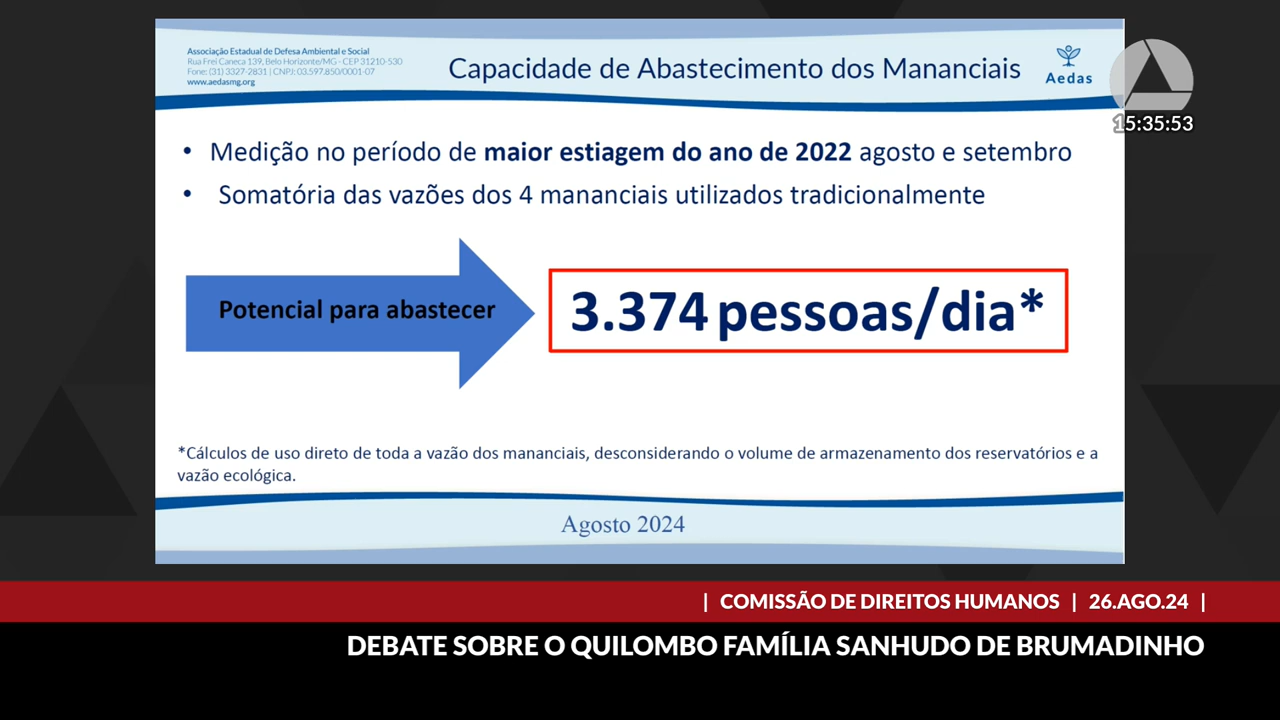 Associação Estadual de Defesa Ambiental e Social
Rua Frei Caneca 139, Belo Horizonte/MG - CEP 31210-530
Fone: (31) 3327-2831 | CNPJ: 03.597.850/0001-07
www.aedasmg.org
Capacidade de Abastecimento dos Mananciais
Aedas
15:35:53
• Medição no período de maior estiagem do ano de 2022 agosto e setembro
• Somatória das vazões dos 4 mananciais utilizados tradicionalmente
Potencial para abastecer
3.374 pessoas/dia*
*Cálculos de uso direto de toda a vazão dos mananciais, desconsiderando o volume de armazenamento dos reservatórios e a
vazão ecológica.
Agosto 2024
| COMISSÃO DE DIREITOS HUMANOS | 26.AGO.24 |
DEBATE SOBRE O QUILOMBO FAMÍLIA SANHUDO DE BRUMADINHO